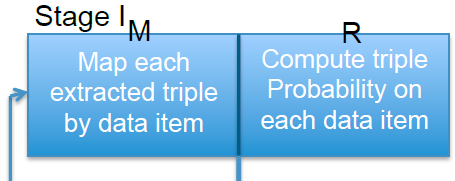 Stage I
M
R
Map each
extracted triple
by data item
Compute triple
Probability on
each data item